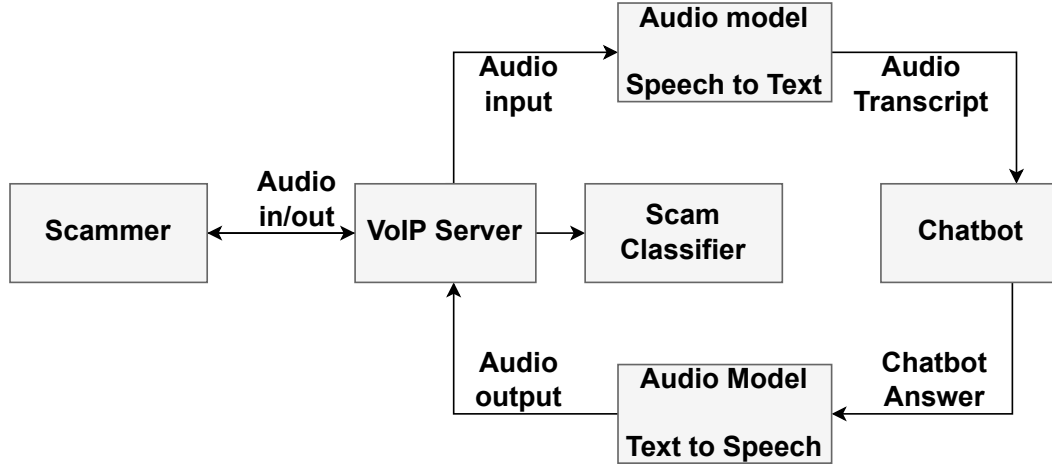 Audio model
Speech to Text
Audio
input
Audio
Transcript
Audio
in/out
Scammer
VoIP Server
Scam
Classifier
Chatbot
Audio
output
Audio Model
Text to Speech
Chatbot
Answer